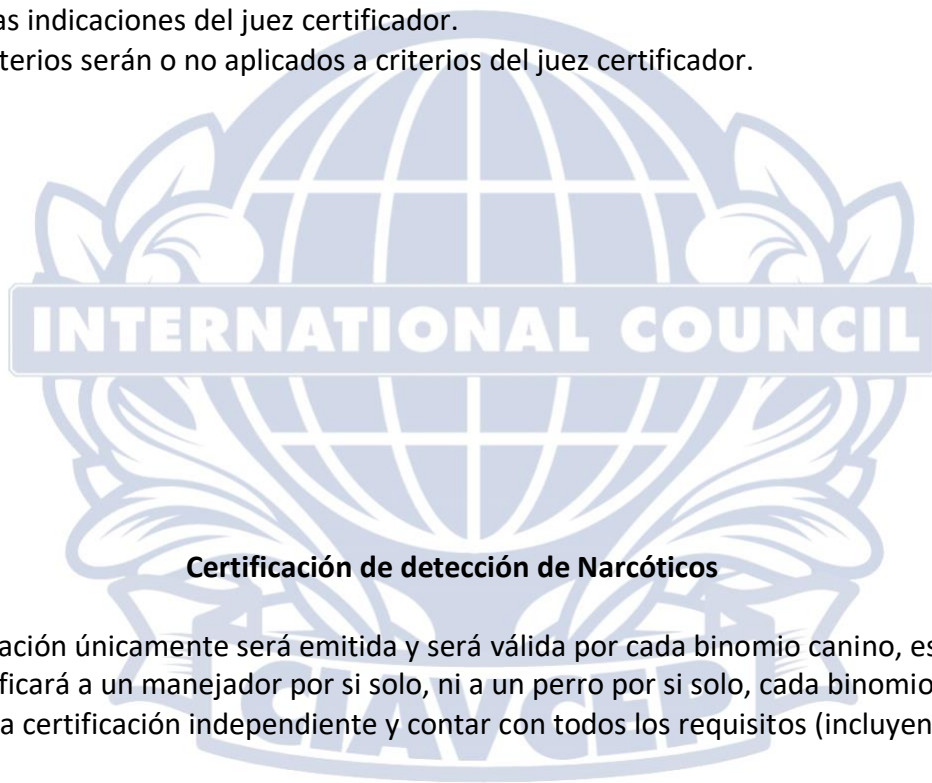 as indicaciones del juez certificador.
terios serán o no aplicados a criterios del juez certificador.
INTERNATIONAL COUNCIL
Certificación de detección de Narcóticos
ación únicamente será emitida y será válida por cada binomio canino, es
ficará a un manejador por si solo, ni a un perro por si solo, cada binomio
a certificación independiente y contar con todos los requisitos (incluyen
CIAVCEP